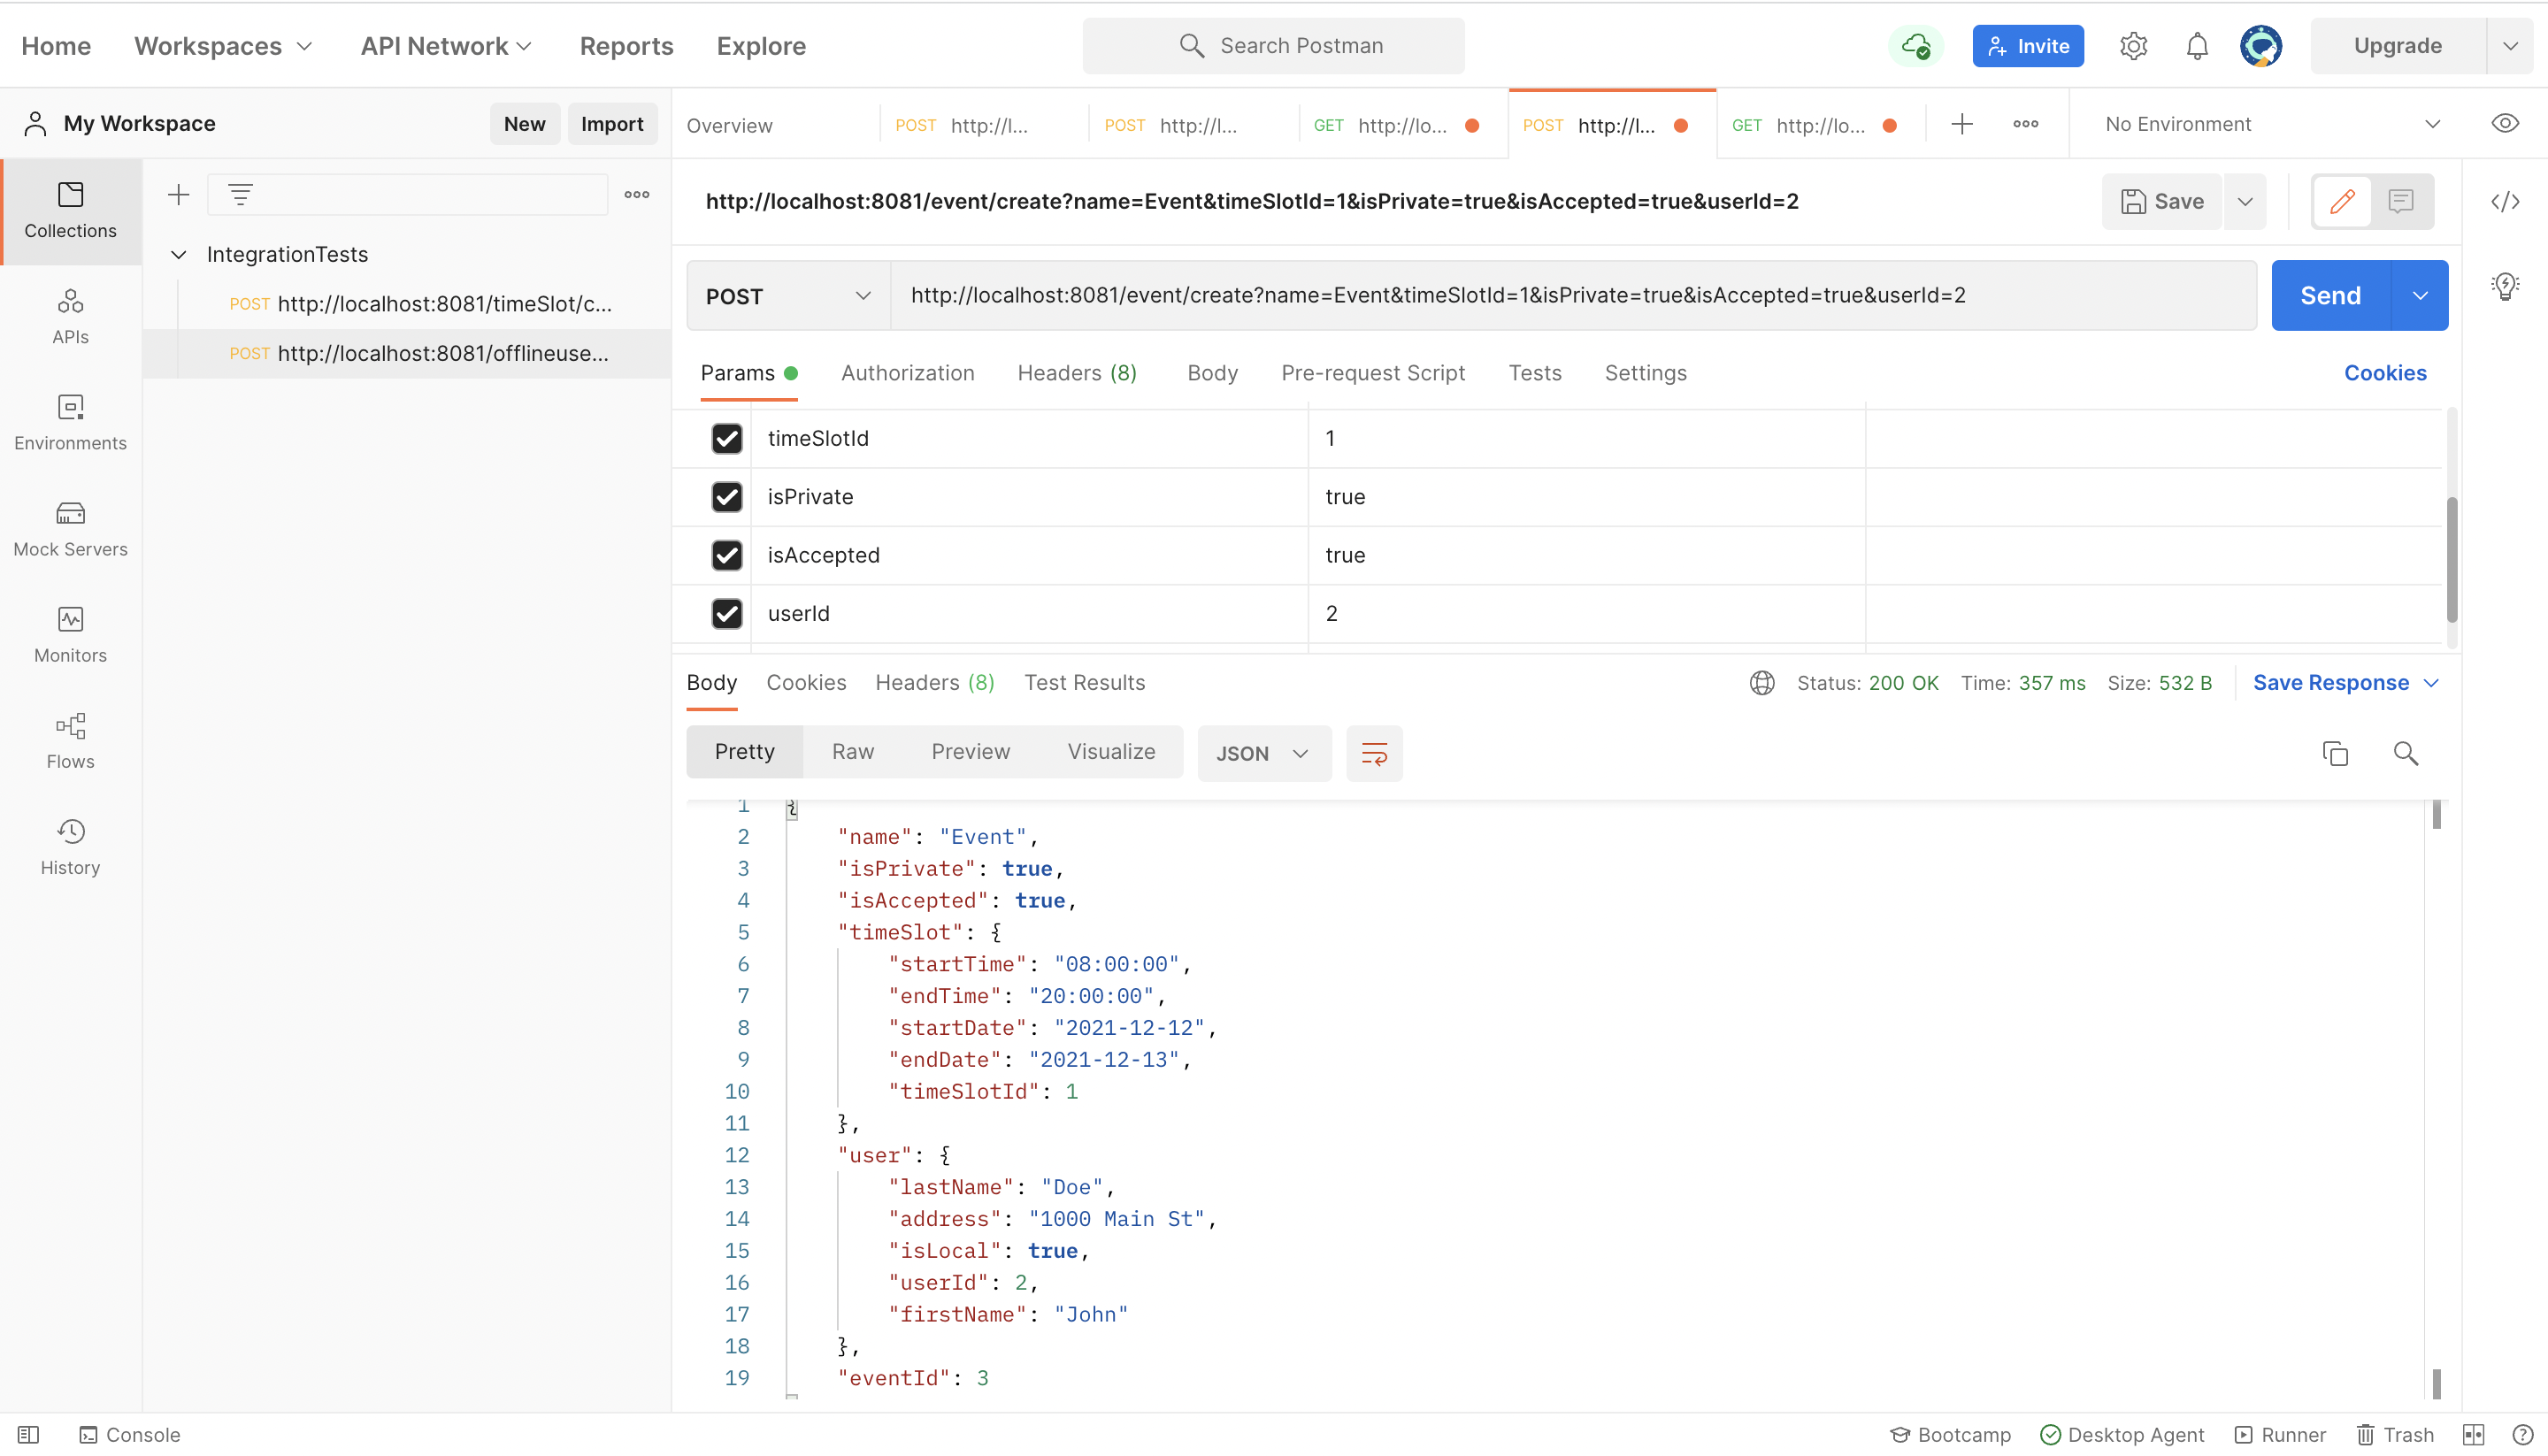 Home Workspaces API Network Reports Explore Search Postman Invite Upgrade
My Workspace New Import
Overview POST http://l... POST http://l... GET http://lo... POST http://l... GET http://lo... No Environment
Collections
APIs
Environments
Mock Servers
Monitors
Flows
History
IntegrationTests
POST http://localhost:8081/timeSlot/c...
POST http://localhost:8081/offlineuse...
http://localhost:8081/event/create?name=Event&timeSlotId=1&isPrivate=true&isAccepted=true&userId=2
Save
POST http://localhost:8081/event/create?name=Event&timeSlotId=1&isPrivate=true&isAccepted=true&userId=2 Send
Params Authorization Headers (8) Body Pre-request Script Tests Settings Cookies
timeSlotId 1
isPrivate true
isAccepted true
userId 2
Body Cookies Headers (8) Test Results Status: 200 OK Time: 357 ms Size: 532 B Save Response
Pretty Raw Preview Visualize JSON
1 {
2 "name": "Event",
3 "isPrivate": true,
4 "isAccepted": true,
5 "timeSlot": {
6 "startTime": "08:00:00",
7 "endTime": "20:00:00",
8 "startDate": "2021-12-12",
9 "endDate": "2021-12-13",
10 "timeSlotId": 1
11 },
12 "user": {
13 "lastName": "Doe",
14 "address": "1000 Main St",
15 "isLocal": true,
16 "userId": 2,
17 "firstName": "John"
18 },
19 "eventId": 3
Console Bootcamp Desktop Agent Runner Trash